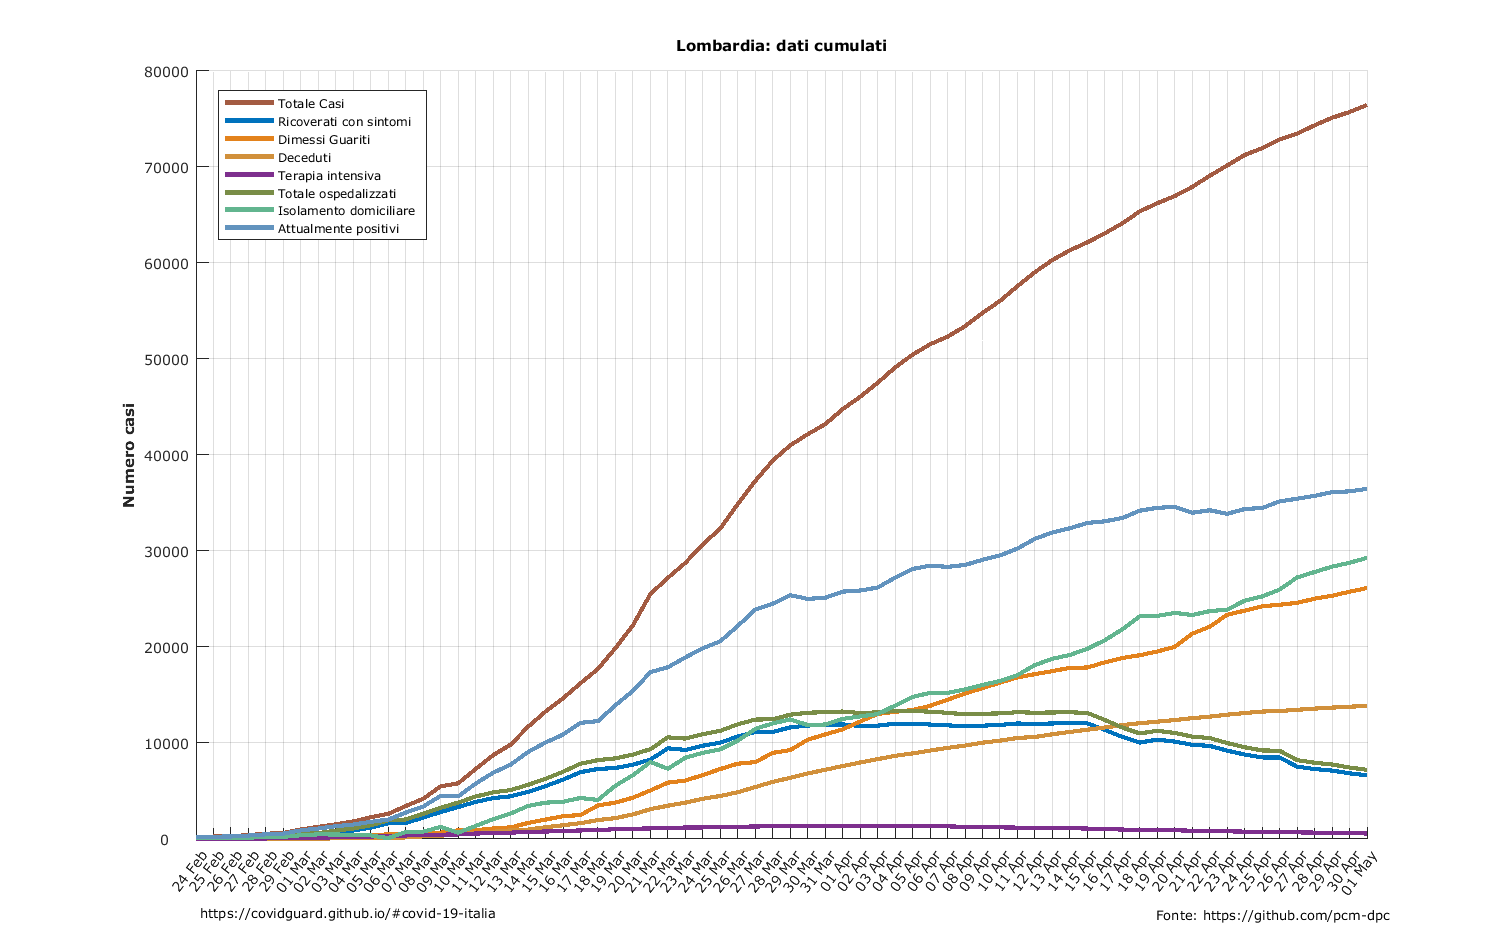 Lombardia: dati cumulati
80000
70000
60000
50000
40000
30000
20000
10000
0
Numero casi
Totale Casi
Ricoverati con sintomi
Dimessi Guariti
Deceduti
Terapia intensiva
Totale ospedalizzati
Isolamento domiciliare
Attualmente positivi
24 Feb
25 Feb
26 Feb
27 Feb
28 Feb
29 Feb
01 Mar
02 Mar
03 Mar
04 Mar
05 Mar
06 Mar
07 Mar
08 Mar
09 Mar
10 Mar
11 Mar
12 Mar
13 Mar
14 Mar
15 Mar
16 Mar
17 Mar
18 Mar
19 Mar
20 Mar
21 Mar
22 Mar
23 Mar
24 Mar
25 Mar
26 Mar
27 Mar
28 Mar
29 Mar
30 Mar
31 Mar
01 Apr
02 Apr
03 Apr
04 Apr
05 Apr
06 Apr
07 Apr
08 Apr
09 Apr
10 Apr
11 Apr
12 Apr
13 Apr
14 Apr
15 Apr
16 Apr
17 Apr
18 Apr
19 Apr
20 Apr
21 Apr
22 Apr
23 Apr
24 Apr
25 Apr
26 Apr
27 Apr
28 Apr
29 Apr
30 Apr
01 May
https://covidguard.github.io/#covid-19-italia
Fonte: https://github.com/pcm-dpc